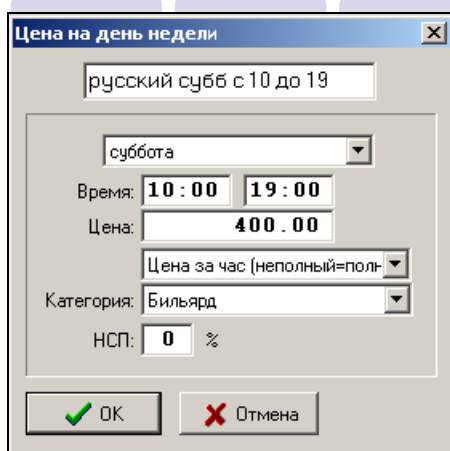 Цена на день недели
русский субб с 10 до 19
суббота
Время: 10:00 19:00
Цена: 400.00
Цена за час (неполный=полн
Категория: Бильярд
НСП: 0 %
ОК Отмена